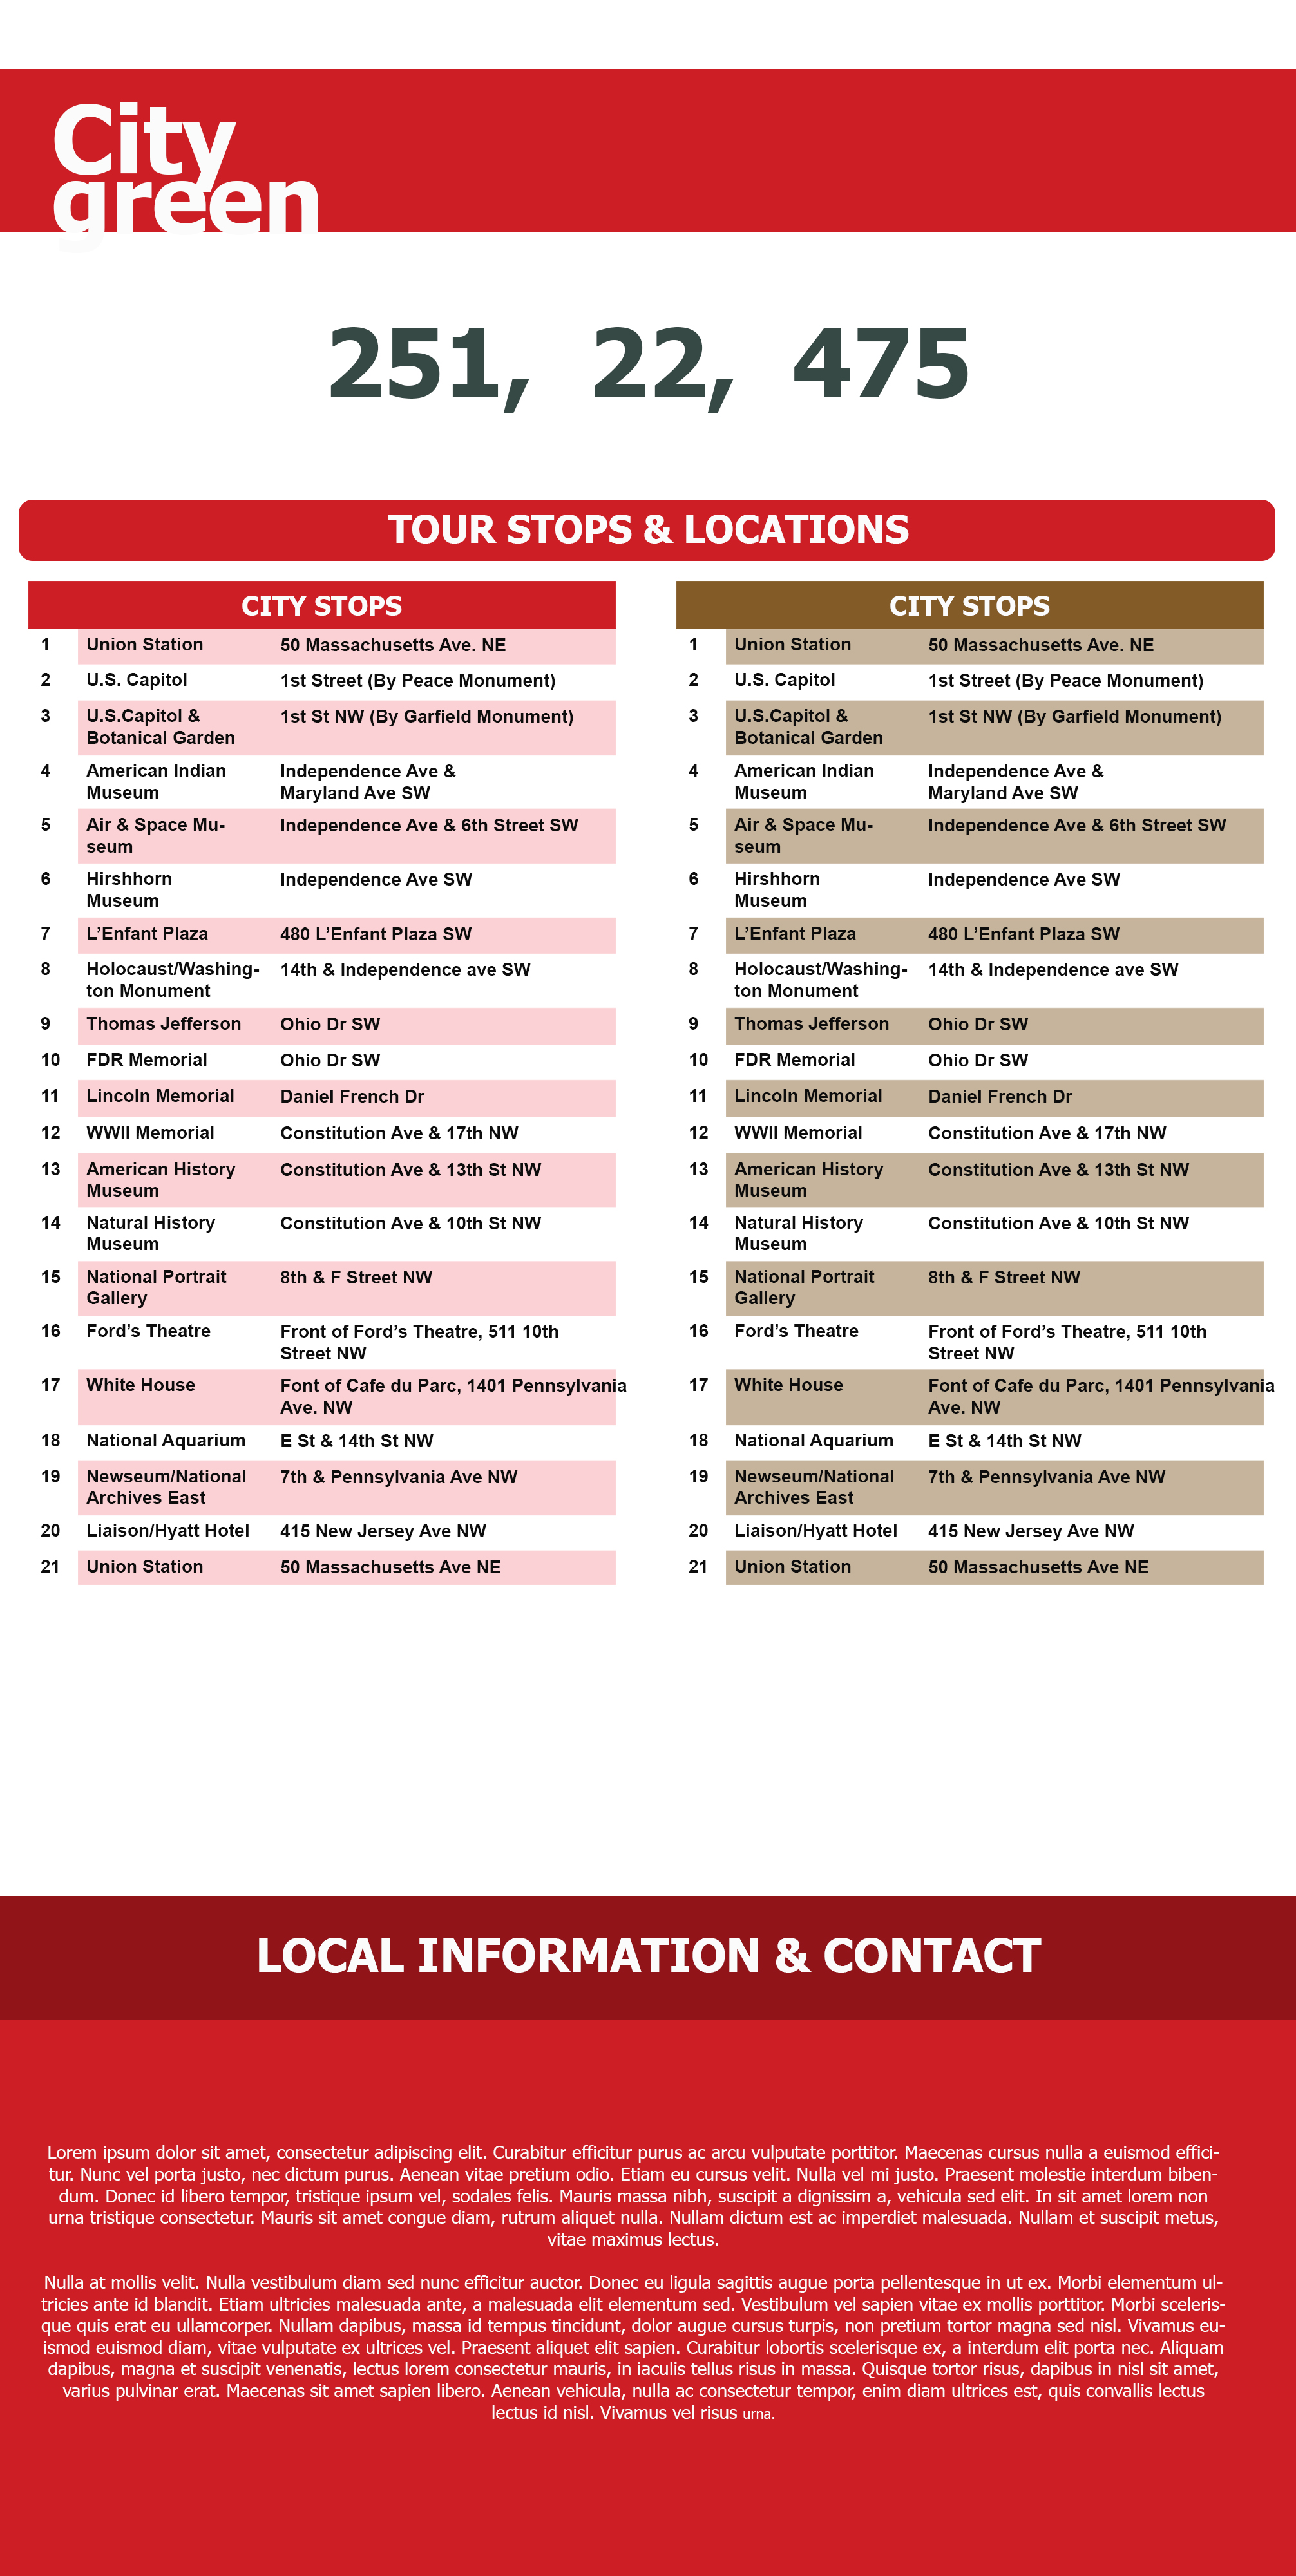 City
green
251, 22, 475
TOUR STOPS & LOCATIONS
CITY STOPS
1 Union Station 50 Massachusetts Ave. NE
2 U.S. Capitol 1st Street (By Peace Monument)
3 U.S.Capitol & 1st St NW (By Garfield Monument)
Botanical Garden
4 American Indian Independence Ave &
Museum Maryland Ave SW
5 Air & Space Mu- Independence Ave & 6th Street SW
seum
6 Hirshhorn Independence Ave SW
Museum
7 L’Enfant Plaza 480 L’Enfant Plaza SW
8 Holocaust/Washing- 14th & Independence ave SW
ton Monument
9 Thomas Jefferson Ohio Dr SW
10 FDR Memorial Ohio Dr SW
11 Lincoln Memorial Daniel French Dr
12 WWII Memorial Constitution Ave & 17th NW
13 American History Constitution Ave & 13th St NW
Museum
14 Natural History Constitution Ave & 10th St NW
Museum
15 National Portrait 8th & F Street NW
Gallery
16 Ford’s Theatre Front of Ford’s Theatre, 511 10th
Street NW
17 White House Font of Cafe du Parc, 1401 Pennsylvania
Ave. NW
18 National Aquarium E St & 14th St NW
19 Newseum/National 7th & Pennsylvania Ave NW
Archives East
20 Liaison/Hyatt Hotel 415 New Jersey Ave NW
21 Union Station 50 Massachusetts Ave NE
CITY STOPS
1 Union Station 50 Massachusetts Ave. NE
2 U.S. Capitol 1st Street (By Peace Monument)
3 U.S.Capitol & 1st St NW (By Garfield Monument)
Botanical Garden
4 American Indian Independence Ave &
Museum Maryland Ave SW
5 Air & Space Mu- Independence Ave & 6th Street SW
seum
6 Hirshhorn Independence Ave SW
Museum
7 L’Enfant Plaza 480 L’Enfant Plaza SW
8 Holocaust/Washing- 14th & Independence ave SW
ton Monument
9 Thomas Jefferson Ohio Dr SW
10 FDR Memorial Ohio Dr SW
11 Lincoln Memorial Daniel French Dr
12 WWII Memorial Constitution Ave & 17th NW
13 American History Constitution Ave & 13th St NW
Museum
14 Natural History Constitution Ave & 10th St NW
Museum
15 National Portrait 8th & F Street NW
Gallery
16 Ford’s Theatre Front of Ford’s Theatre, 511 10th
Street NW
17 White House Font of Cafe du Parc, 1401 Pennsylvania
Ave. NW
18 National Aquarium E St & 14th St NW
19 Newseum/National 7th & Pennsylvania Ave NW
Archives East
20 Liaison/Hyatt Hotel 415 New Jersey Ave NW
21 Union Station 50 Massachusetts Ave NE
LOCAL INFORMATION & CONTACT
Lorem ipsum dolor sit amet, consectetur adipiscing elit. Curabitur efficitur purus ac arcu vulputate porttitor. Maecenas cursus nulla a euismod effici-
tur. Nunc vel porta justo, nec dictum purus. Aenean vitae pretium odio. Etiam eu cursus velit. Nulla vel mi justo. Praesent molestie interdum biben-
dum. Donec id libero tempor, tristique ipsum vel, sodales felis. Mauris massa nibh, suscipit a dignissim a, vehicula sed elit. In sit amet lorem non
urna tristique consectetur. Mauris sit amet congue diam, rutrum aliquet nulla. Nullam dictum est ac imperdiet malesuada. Nullam et suscipit metus,
vitae maximus lectus.
Nulla at mollis velit. Nulla vestibulum diam sed nunc efficitur auctor. Donec eu ligula sagittis augue porta pellentesque in ut ex. Morbi elementum ul-
tricies ante id blandit. Etiam ultricies malesuada ante, a malesuada elit elementum sed. Vestibulum vel sapien vitae ex mollis porttitor. Morbi sceleris-
que quis erat eu ullamcorper. Nullam dapibus, massa id tempus tincidunt, dolor augue cursus turpis, non pretium tortor magna sed nisl. Vivamus eu-
ismod euismod diam, vitae vulputate ex ultrices vel. Praesent aliquet elit sapien. Curabitur lobortis scelerisque ex, a interdum elit porta nec. Aliquam
dapibus, magna et suscipit venenatis, lectus lorem consectetur mauris, in iaculis tellus risus in massa. Quisque tortor risus, dapibus in nisl sit amet,
varius pulvinar erat. Maecenas sit amet sapien libero. Aenean vehicula, nulla ac consectetur tempor, enim diam ultrices est, quis convallis lectus
lectus id nisl. Vivamus vel risus urna.